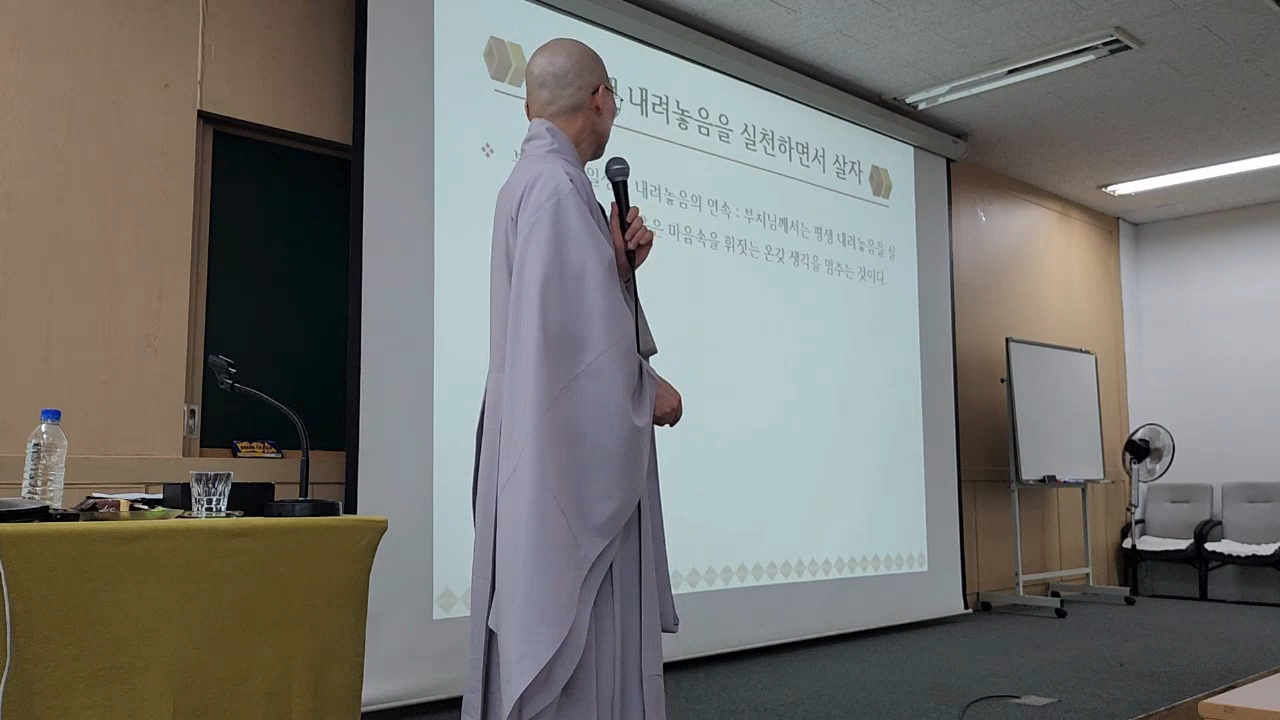 내려놓음을 실천하면서 살자
내려놓음의 연속 : 부처님께서는 평생 내려놓음을 실
은 마음속을 휘젓는 온갖 생각을 멈추는 것이다.